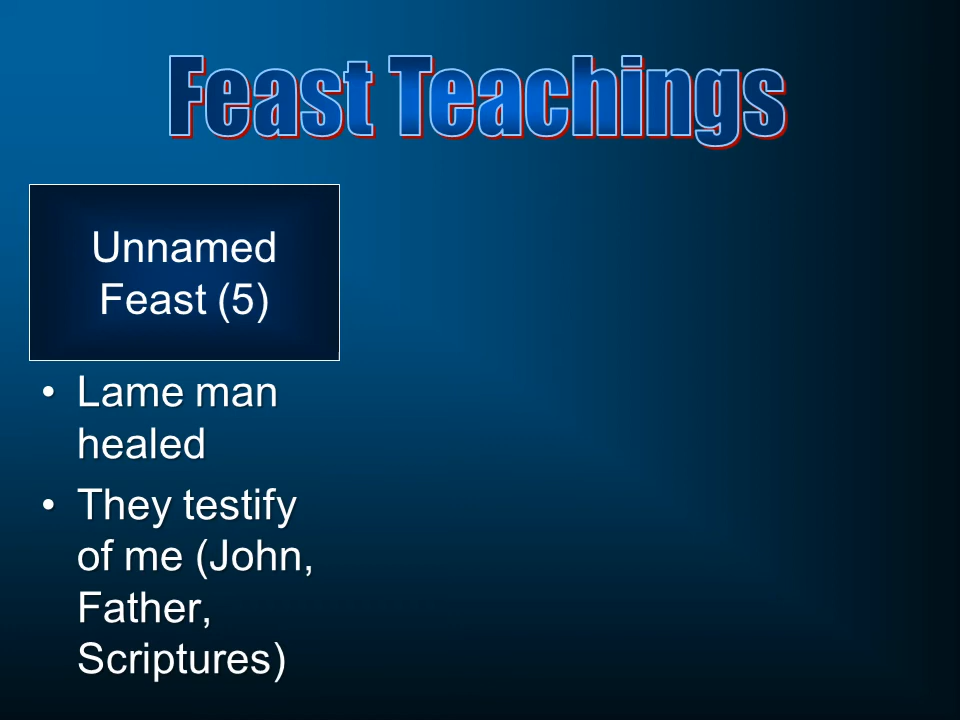 Feast Teachings
Unnamed
Feast (5)
• Lame man
healed
• They testify
of me (John,
Father,
Scriptures)